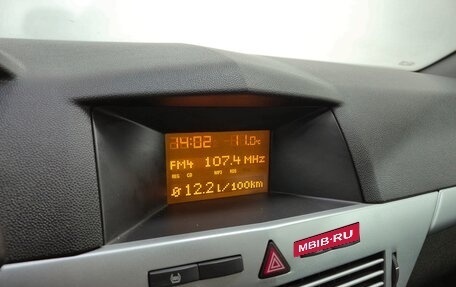 14:02 -11.0°C
FM4 107.4 MHz
REG CD MP3 RDS
Ø 12.2 l/100km
MBIB-RU